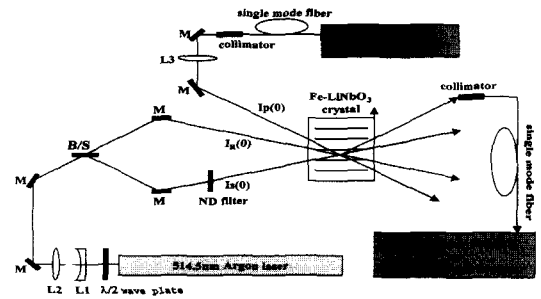 single mode fiber
M
collimator
L3
M
Fe-LiNbO3
crystal
collimator
Ip(0)
M
IR(0)
B/S
single mode fiber
M
Is(0)
M
ND filter
M
514.5nm Argon laser
L2 L1 λ/2 wave plate